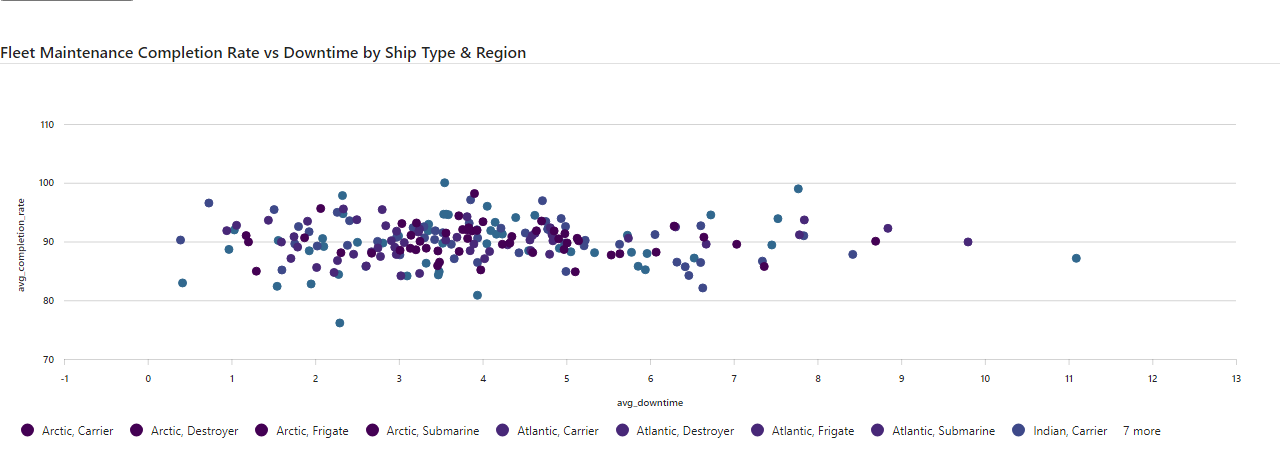 Fleet Maintenance Completion Rate vs Downtime by Ship Type & Region
110
100
90
80
70
avg_completion_rate
-1 0 1 2 3 4 5 6 7 8 9 10 11 12 13
avg_downtime
Arctic, Carrier Arctic, Destroyer Arctic, Frigate Arctic, Submarine Atlantic, Carrier Atlantic, Destroyer Atlantic, Frigate Atlantic, Submarine Indian, Carrier 7 more